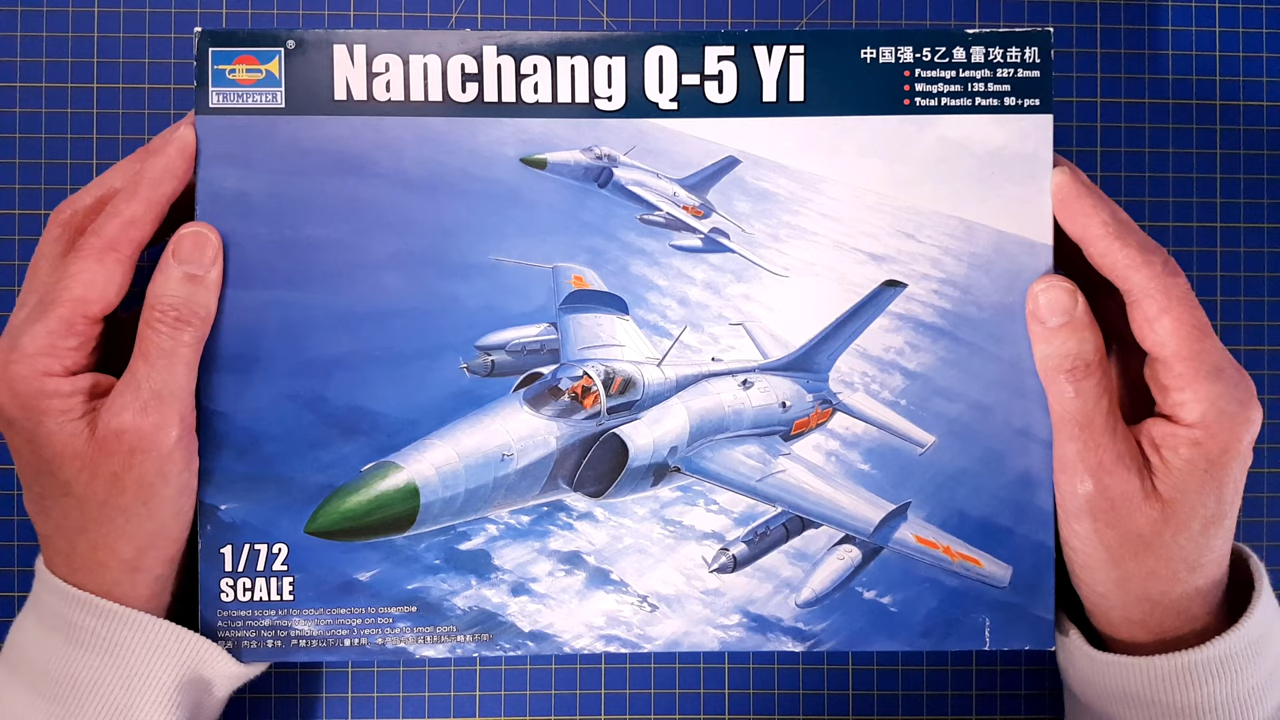 TRUMPETER
®
Nanchang Q-5 Yi
中国强-5乙鱼雷攻击机
Fuselage Length: 227.2mm
WingSpan: 135.5mm
Total Plastic Parts: 90+pcs
1/72
SCALE
Detailed scale kit for adult collectors to assemble.
Actual model may vary from image on box
WARNING! Not for children under 3 years due to small parts
警告！内含小零件，严禁3岁以下儿童使用。